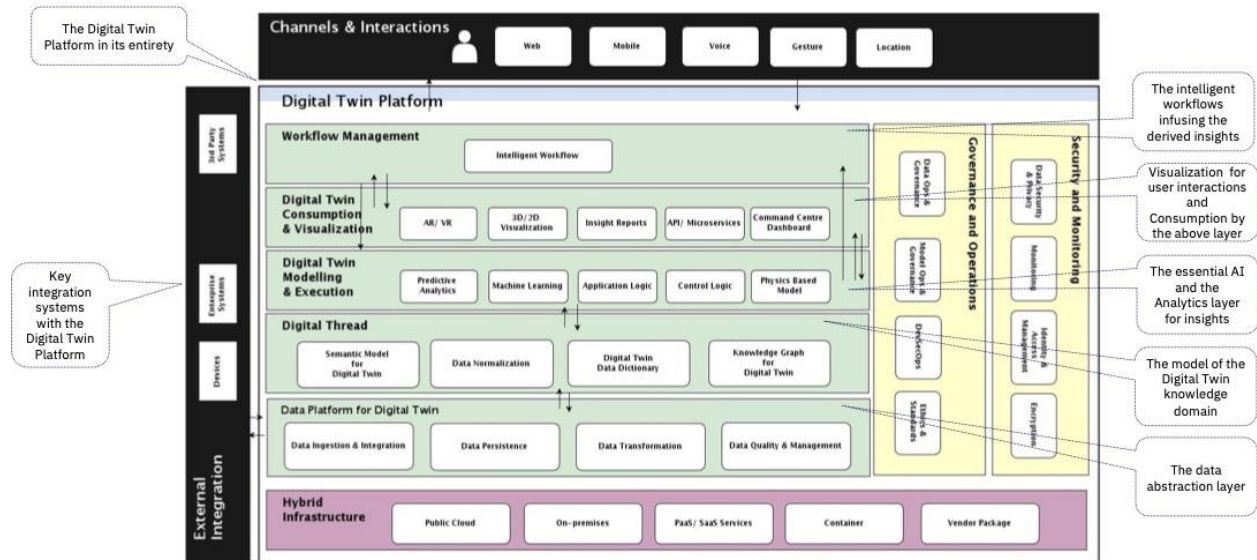 The Digital Twin
Platform in its entirety
Channels & Interactions
Web
Mobile
Voice
Gesture
Location
Digital Twin Platform
Workflow Management
Intelligent Workflow
Digital Twin
Consumption
& Visualization
AR/ VR
3D/2D
Visualization
Insight Reports
API/ Microservices
Command Centre
Dashboard
Digital Twin
Modelling
& Execution
Predictive
Analytics
Machine Learning
Application Logic
Control Logic
Physics Based
Model
Digital Thread
Semantic Model
for
Digital Twin
Data Normalization
Digital Twin
Data Dictionary
Knowledge Graph
for
Digital Twin
Data Platform for Digital Twin
Data Ingestion & Integration
Data Persistence
Data Transformation
Data Quality & Management
Hybrid
Infrastructure
Public Cloud
On-premises
PaaS/ SaaS Services
Container
Vendor Package
3rd Party
Systems
Enterprise
Systems
Devices
External
Integration
Key
integration
systems
with the
Digital Twin
Platform
Governance and Operations
Data Ops &
Governance
Model Ops &
Governance
DevSecOps
Ethics &
Standards
Security and Monitoring
Data Security
& Privacy
Monitoring
Identity &
Access
Management
Encryption
The intelligent
workflows
infusing the
derived insights
Visualization for
user interactions
and
Consumption by
the above layer
The essential AI
and the
Analytics layer
for insights
The model of the
Digital Twin
knowledge
domain
The data
abstraction layer